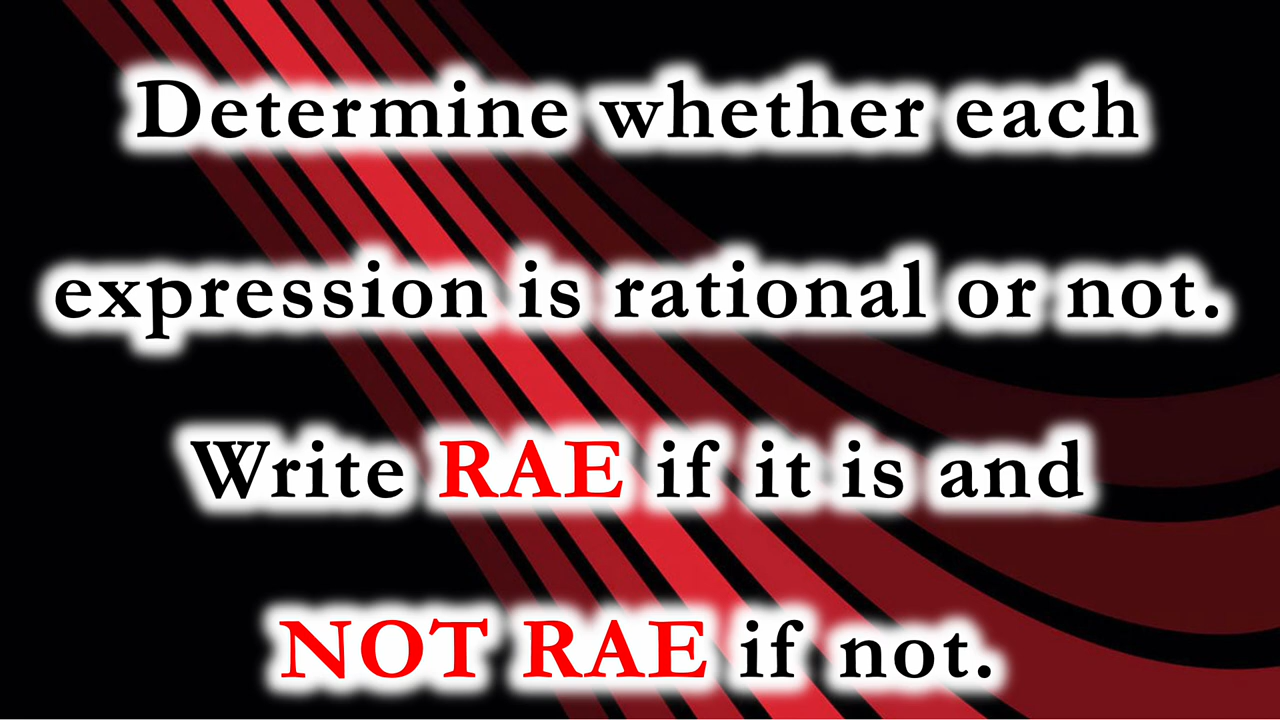 Determine whether each
expression is rational or not.
Write RAE if it is and
NOT RAE if not.